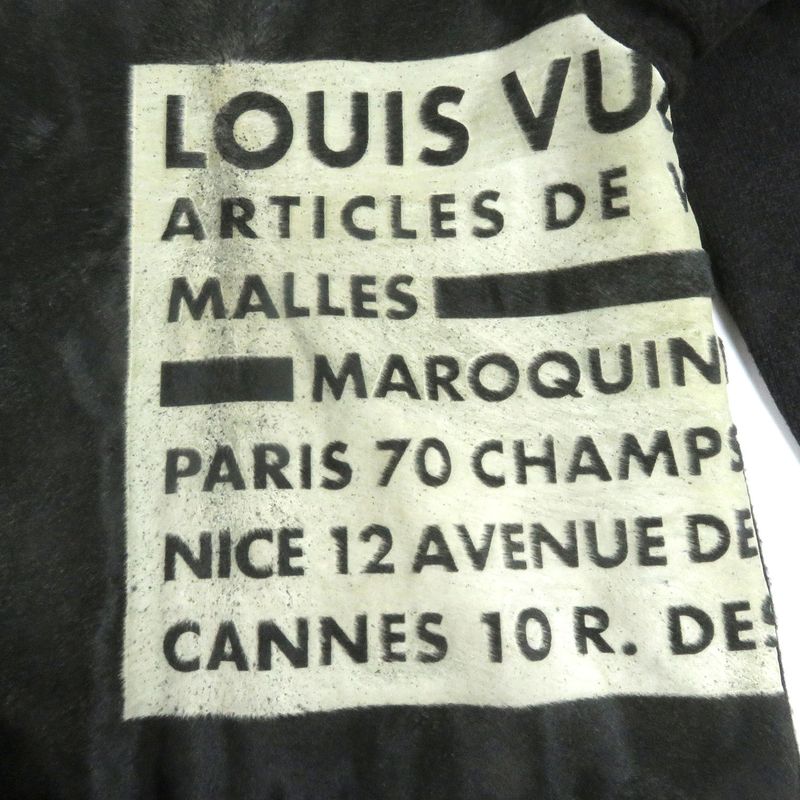 LOUIS VU
ARTICLES DE
MALLES
MAROQUIN
PARIS 70 CHAMPS
NICE 12 AVENUE DE
CANNES 10 R. DES